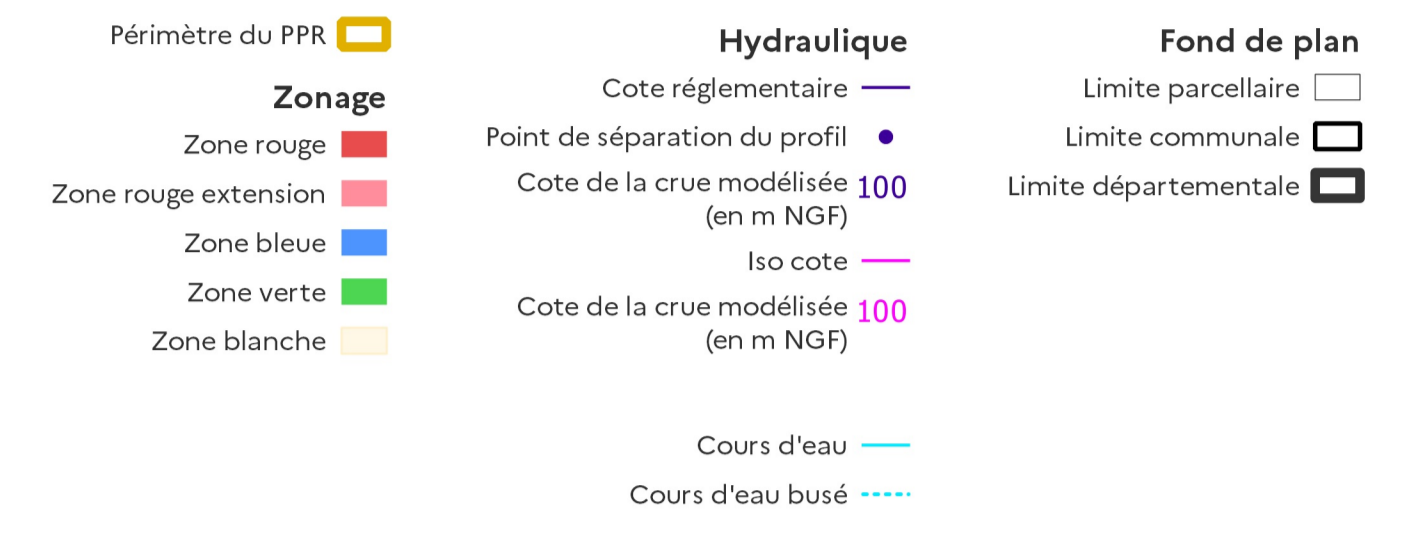 Périmètre du PPR
Zonage
Zone rouge
Zone rouge extension
Zone bleue
Zone verte
Zone blanche
Hydraulique
Cote réglementaire
Point de séparation du profil
Cote de la crue modélisée 100
(en m NGF)
Iso cote
Cote de la crue modélisée 100
(en m NGF)
Cours d'eau
Cours d'eau busé
Fond de plan
Limite parcellaire
Limite communale
Limite départementale